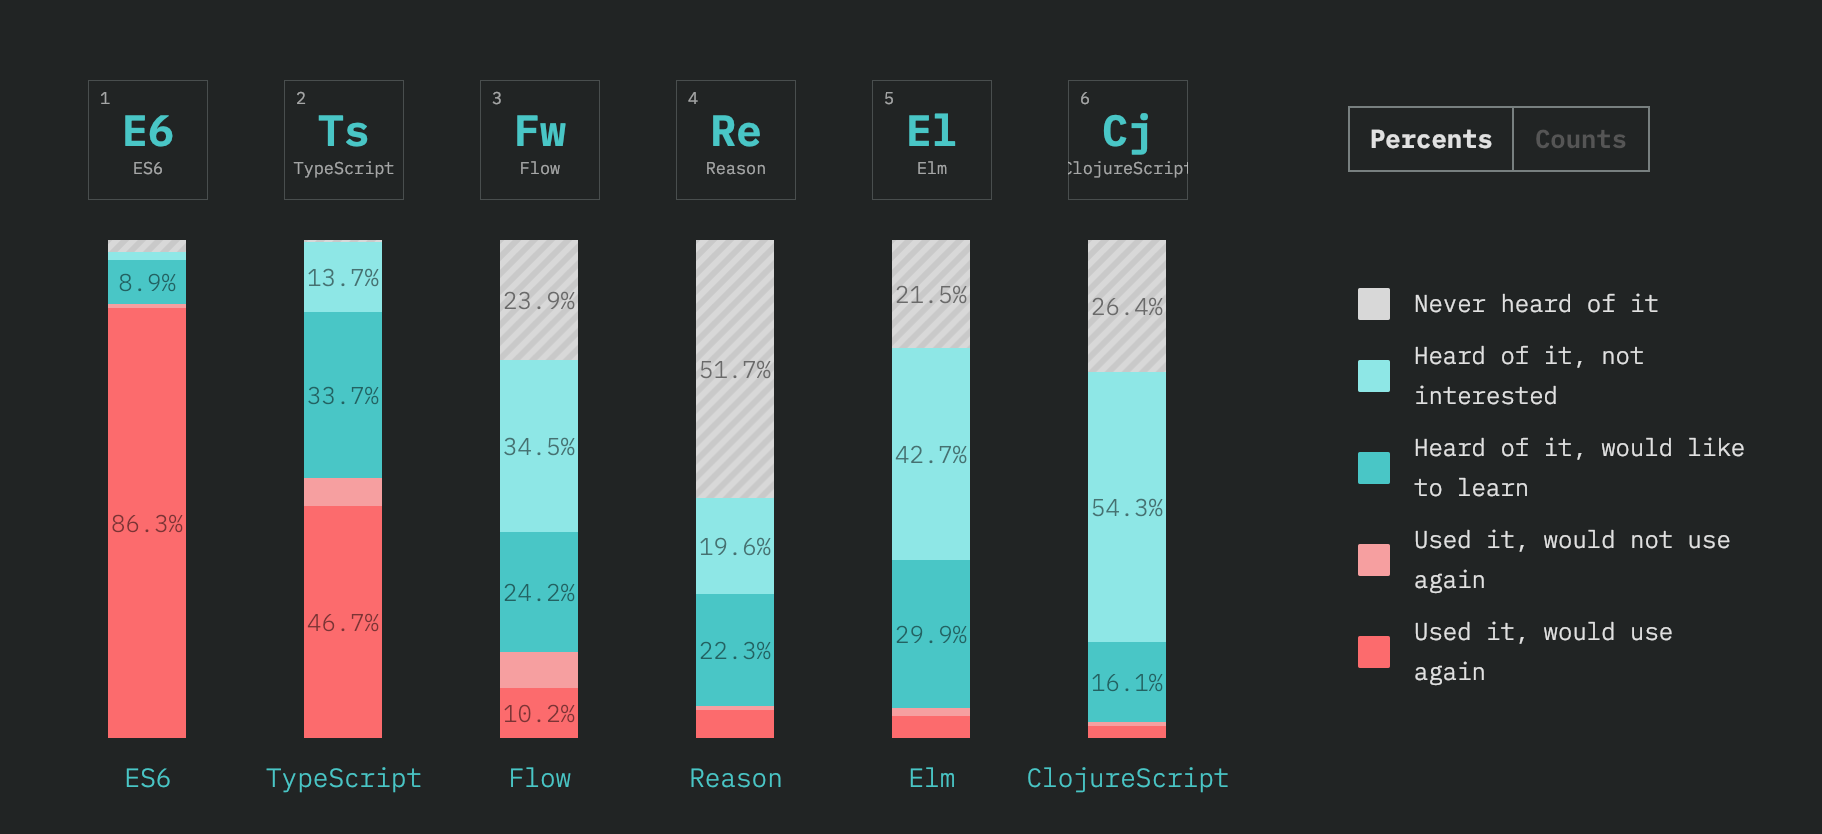 1
E6
ES6
2
Ts
TypeScript
3
Fw
Flow
4
Re
Reason
5
El
Elm
6
Cj
ClojureScript
Percents
Counts
8.9%
86.3%
13.7%
33.7%
46.7%
23.9%
34.5%
24.2%
10.2%
51.7%
19.6%
22.3%
21.5%
42.7%
29.9%
26.4%
54.3%
16.1%
ES6
TypeScript
Flow
Reason
Elm
ClojureScript
Never heard of it
Heard of it, not
interested
Heard of it, would like
to learn
Used it, would not use
again
Used it, would use
again